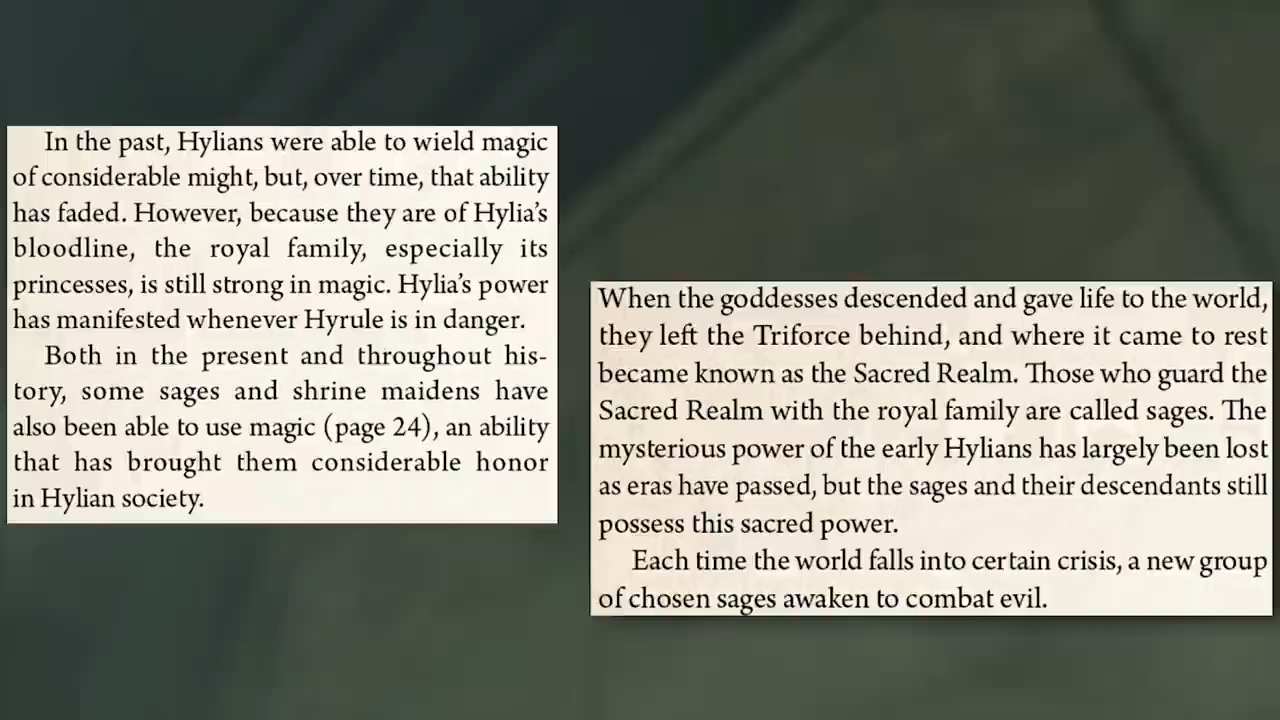 In the past, Hylians were able to wield magic
of considerable might, but, over time, that ability
has faded. However, because they are of Hylia's
bloodline, the royal family, especially its
princesses, is still strong in magic. Hylia's power
has manifested whenever Hyrule is in danger.
Both in the present and throughout his-
tory, some sages and shrine maidens have
also been able to use magic (page 24), an ability
that has brought them considerable honor
in Hylian society.
When the goddesses descended and gave life to the world,
they left the Triforce behind, and where it came to rest
became known as the Sacred Realm. Those who guard the
Sacred Realm with the royal family are called sages. The
mysterious power of the early Hylians has largely been lost
as eras have passed, but the sages and their descendants still
possess this sacred power.
Each time the world falls into certain crisis, a new group
of chosen sages awaken to combat evil.